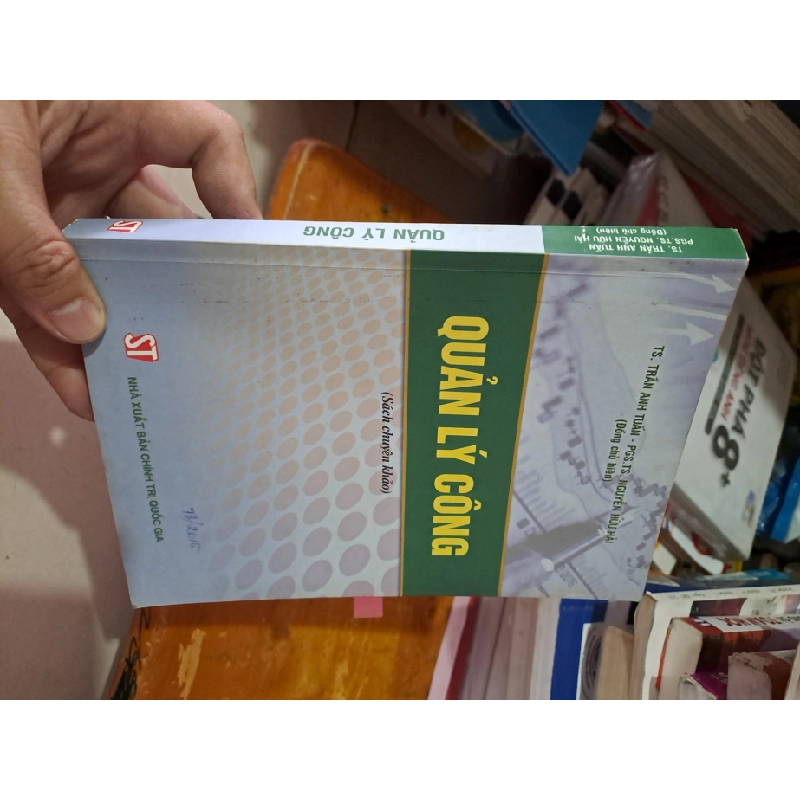 TS. TRẦN ANH TUẤN - PGS.TS. NGUYỄN HỮU HẢI
(Đồng chủ biên)
QUẢN LÝ CÔNG
(Sách chuyên khảo)
ST
NHÀ XUẤT BẢN CHÍNH TRỊ QUỐC GIA
TS. TRẦN ANH TUẤN
PGS. TS. NGUYỄN HỮU HẢI
(Đồng chủ biên)
QUẢN LÝ CÔNG
ST
ĐỘT PHÁ
8+